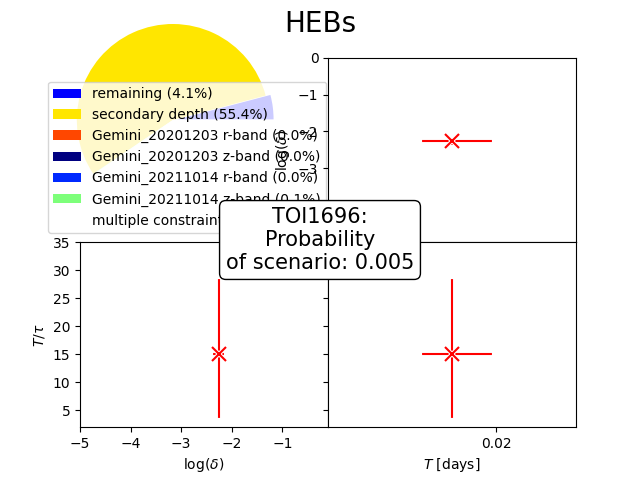 HEBs
remaining (4.1%)
secondary depth (55.4%)
Gemini_20201203 r-band (0.0%)
Gemini_20201203 z-band (0.0%)
Gemini_20211014 r-band (0.0%)
Gemini_20211014 z-band (0.1%)
multiple constraint
0
−1
−2
−3
log(δ)
TOI1696:
Probability
of scenario: 0.005
35
30
25
20
15
10
5
T/τ
−5
−4
−3
−2
−1
log(δ)
0.02
T [days]